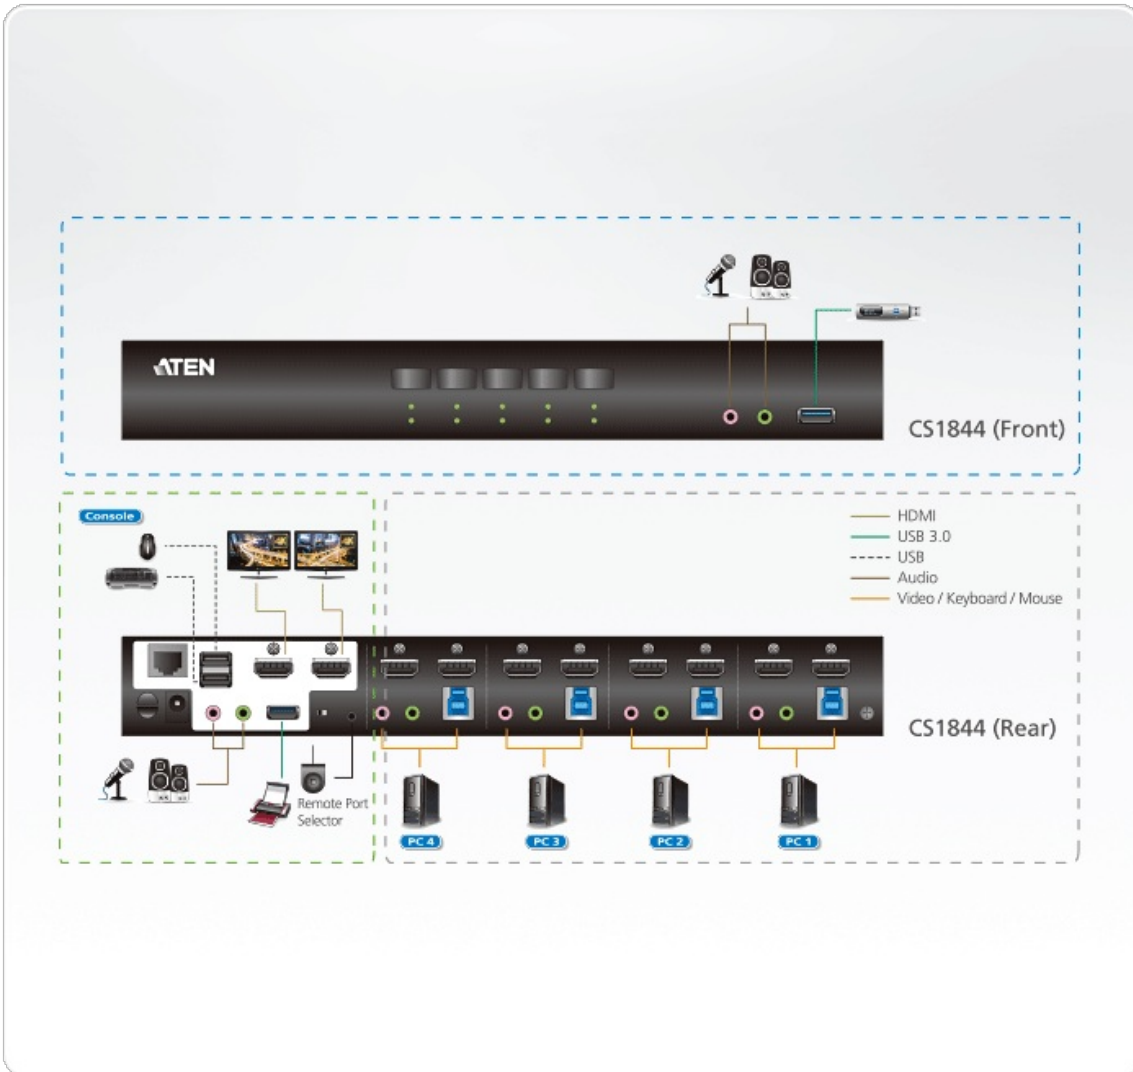 ATEN
CS1844 (Front)
Console
HDMI
USB 3.0
USB
Audio
Video / Keyboard / Mouse
CS1844 (Rear)
Remote Port
Selector
PC 4
PC 3
PC 2
PC 1